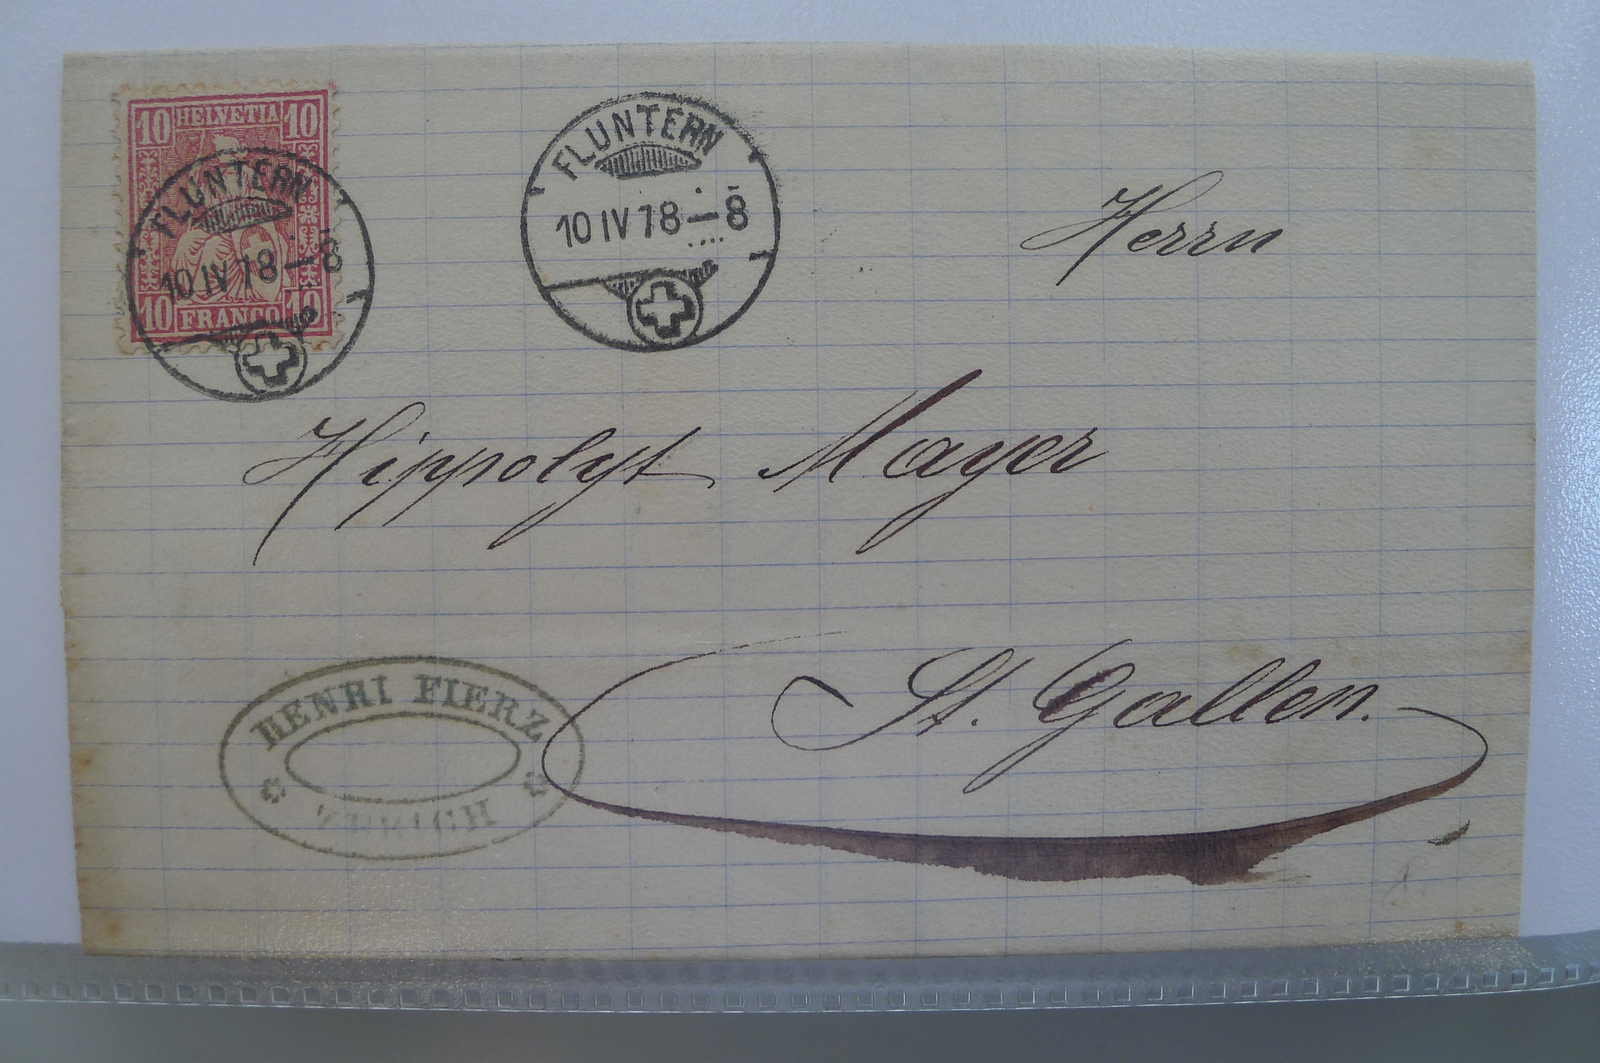 10 HELVETIA 10
10 FRANCO 10
FLUNTERN
10 IV 78 - 8
FLUNTERN
10 IV 78 - 8
Herrn
Hippolyt Mayer
St. Gallen.
HENRI FIERZ
ZURICH